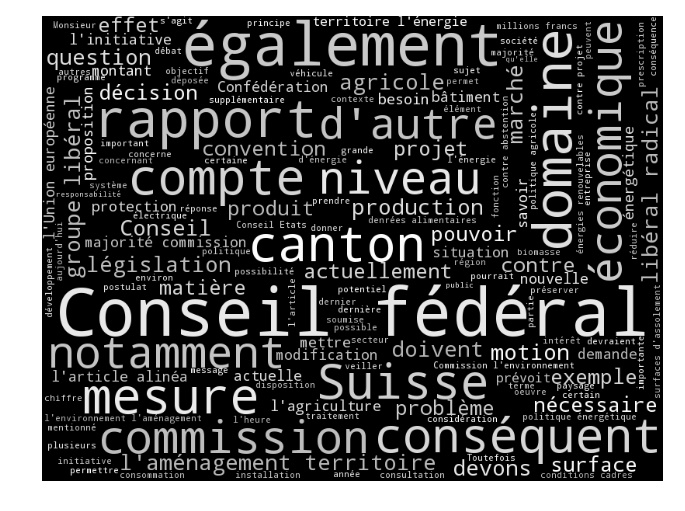 Monsieur
effet
s'agit
principe
territoire l'énergie
millions francs
l'initiative
débat
également
société
majorité
qu'elle
peuvent
Prescription
conséquence
question
autres
montant
objectif
déposée
véhicule
sujet
permet
programme
Confédération
agricole
marché
domaine
économique
contre projet
décision
supplémentaire
contexte
besoin
bâtiment
élément
l'Union européenne
groupe libéral
proposition
rapport
d'autre
contre abstention
politique agricole
important
convention
grande
projet
concerne
concernant
certaine
d'énergie
l'énergie
énergies renouvelables
entreprise
énergétique
libéral radical
système
responsabilité
compte
niveau
prendre
fonction
savoir
protection
réponse
produit
production
électrique
denrées alimentaires
Conseil
Conseil Etats
donner
canton
pouvoir
majorité commission
politique
situation
biomasse
réduire
développement
aujourd'hui
législation
possibilité
actuellement
région
contre
environ
pourrait
nouvelle
postulat
matière
l'article
potentiel
public
préserver
dernier
Conseil fédéral
dernière
soumise
possible
partie
surfaces d'assolement
notamment
mettre
secteur
intérêt
devraient
modification
doivent
motion
demande
importante
message
veiller
Commission
l'environnement
l'article alinéa
actuelle
disposition
Suisse
prévoit
exemple
terme
paysage
oeuvre
certain
chiffre
mesure
l'agriculture
problème
nécessaire
l'environnement l'aménagement
l'heure
traitement
considération
politique énergétique
mentionné
plusieurs
commission
conséquent
initiative
permettre
l'aménagement territoire
Toutefois
devons
surface
consommation
installation
année
consultation
conditions cadres